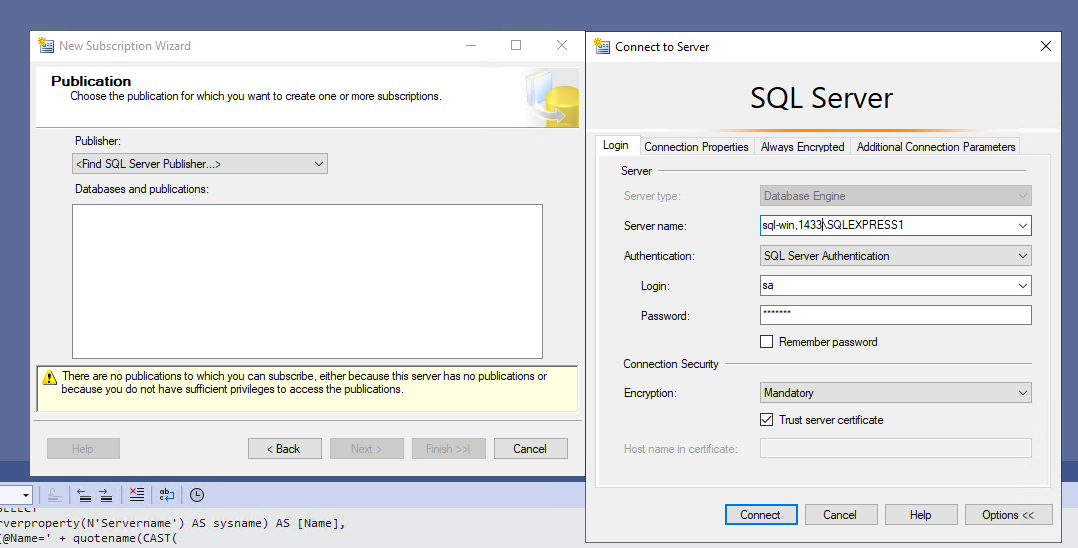 New Subscription Wizard
Publication
Choose the publication for which you want to create one or more subscriptions.
Publisher:
<Find SQL Server Publisher...>
Databases and publications:
There are no publications to which you can subscribe, either because this server has no publications or
because you do not have sufficient privileges to access the publications.
Help
< Back
Next >
Finish >>|
Cancel
Connect to Server
SQL Server
Login
Connection Properties
Always Encrypted
Additional Connection Parameters
Server
Server type:
Database Engine
Server name:
sql-win,1433\SQLEXPRESS1
Authentication:
SQL Server Authentication
Login:
sa
Password:
*******
Remember password
Connection Security
Encryption:
Mandatory
Trust server certificate
Host name in certificate:
Connect
Cancel
Help
Options <<
SELECT
rverproperty(N'Servername') AS sysname) AS [Name],
[@Name=' + quotename(CAST(